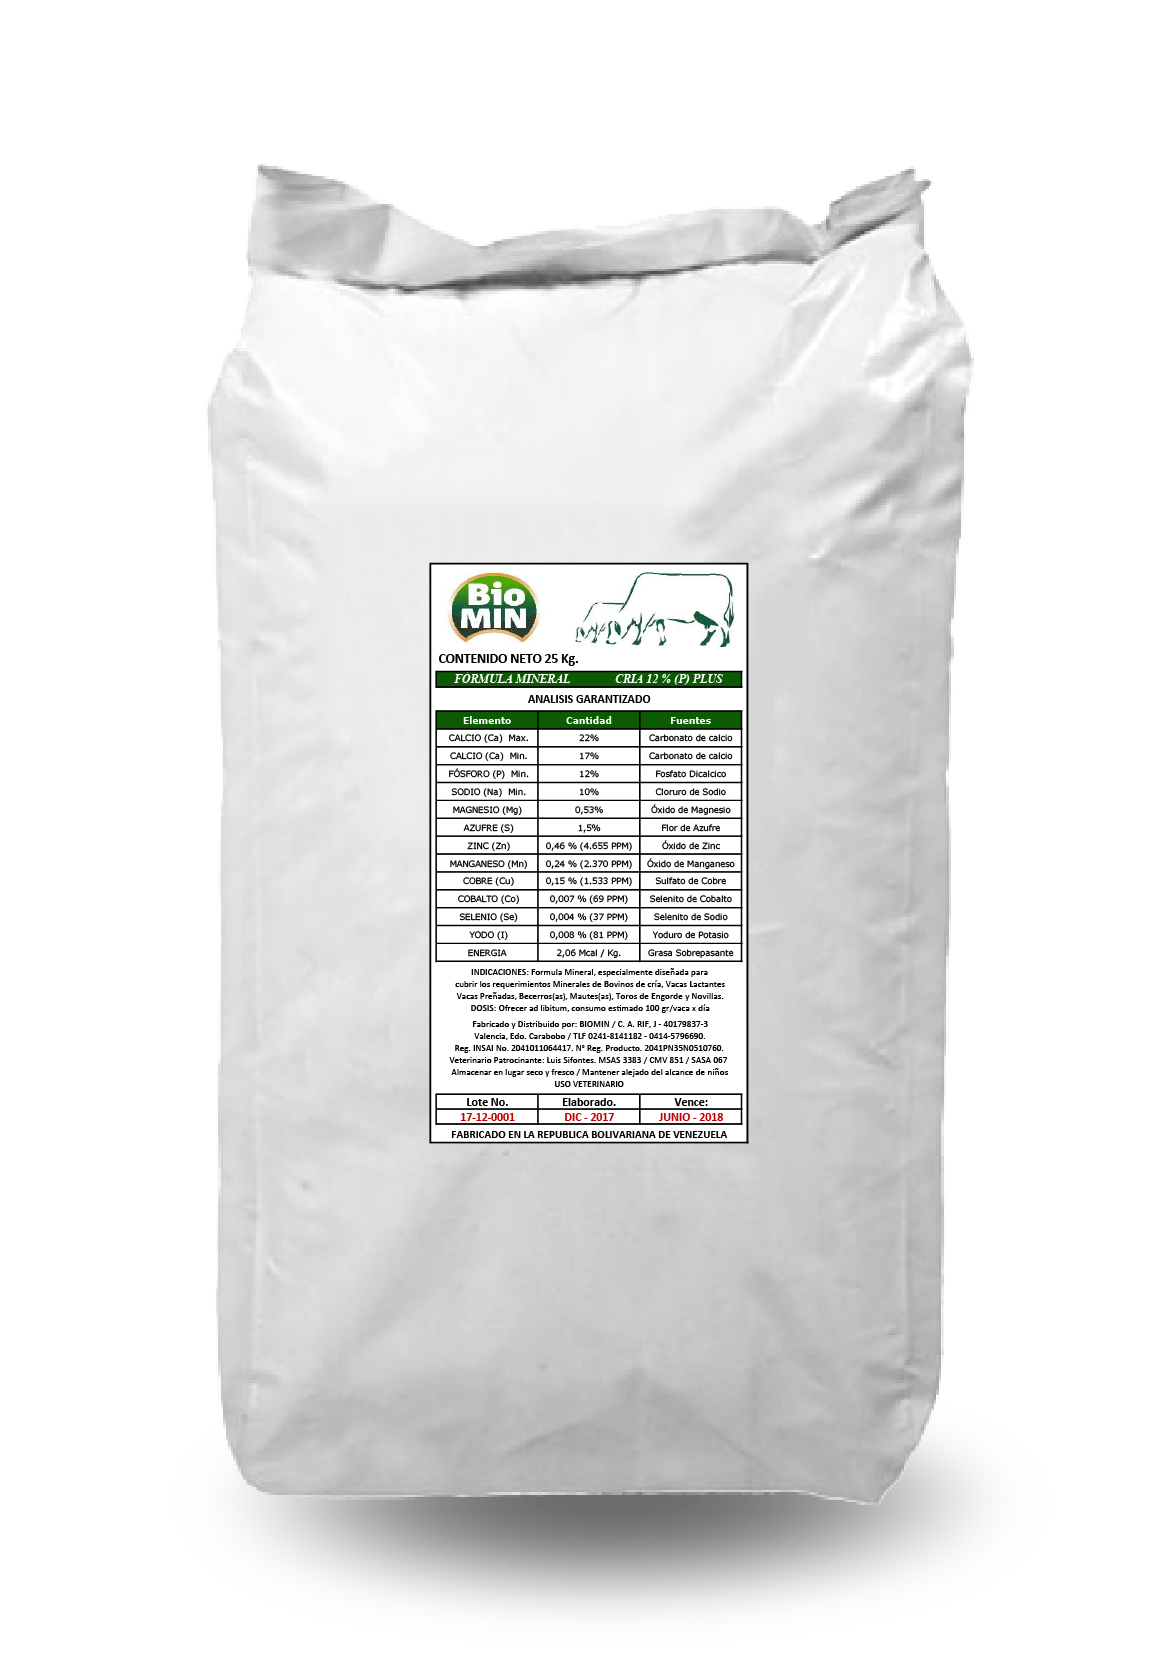 Bio
MIN
CONTENIDO NETO 25 Kg.
FORMULA MINERAL CRIA 12 % (P) PLUS
ANALISIS GARANTIZADO
Elemento Cantidad Fuentes
CALCIO (Ca) Max. 22% Carbonato de calcio
CALCIO (Ca) Min. 17% Carbonato de calcio
FÓSFORO (P) Min. 12% Fosfato Dicalcico
SODIO (Na) Min. 10% Cloruro de Sodio
MAGNESIO (Mg) 0,53% Óxido de Magnesio
AZUFRE (S) 1,5% Flor de Azufre
ZINC (Zn) 0,46 % (4.655 PPM) Óxido de Zinc
MANGANESO (Mn) 0,24 % (2.370 PPM) Óxido de Manganeso
COBRE (Cu) 0,15 % (1.533 PPM) Sulfato de Cobre
COBALTO (Co) 0,007 % (69 PPM) Selenito de Cobalto
SELENIO (Se) 0,004 % (37 PPM) Selenito de Sodio
YODO (I) 0,008 % (81 PPM) Yoduro de Potasio
ENERGIA 2,06 Mcal / Kg. Grasa Sobrepasante
INDICACIONES: Formula Mineral, especialmente diseñada para
cubrir los requerimientos Minerales de Bovinos de cría, Vacas Lactantes
Vacas Preñadas, Becerros(as), Mautes(as), Toros de Engorde y Novillas.
DOSIS: Ofrecer ad libitum, consumo estimado 100 gr/vaca x día
Fabricado y Distribuido por: BIOMIN / C. A. RIF, J - 40179837-3
Valencia, Edo. Carabobo / TLF 0241-8141182 - 0414-5796690.
Reg. INSAI No. 2041011064417. N° Reg. Producto. 2041PN35N0510760.
Veterinario Patrocinante: Luis Sifontes. MSAS 3383 / CMV 851 / SASA 067
Almacenar en lugar seco y fresco / Mantener alejado del alcance de niños
USO VETERINARIO
Lote No. Elaborado. Vence:
17-12-0001 DIC - 2017 JUNIO - 2018
FABRICADO EN LA REPUBLICA BOLIVARIANA DE VENEZUELA